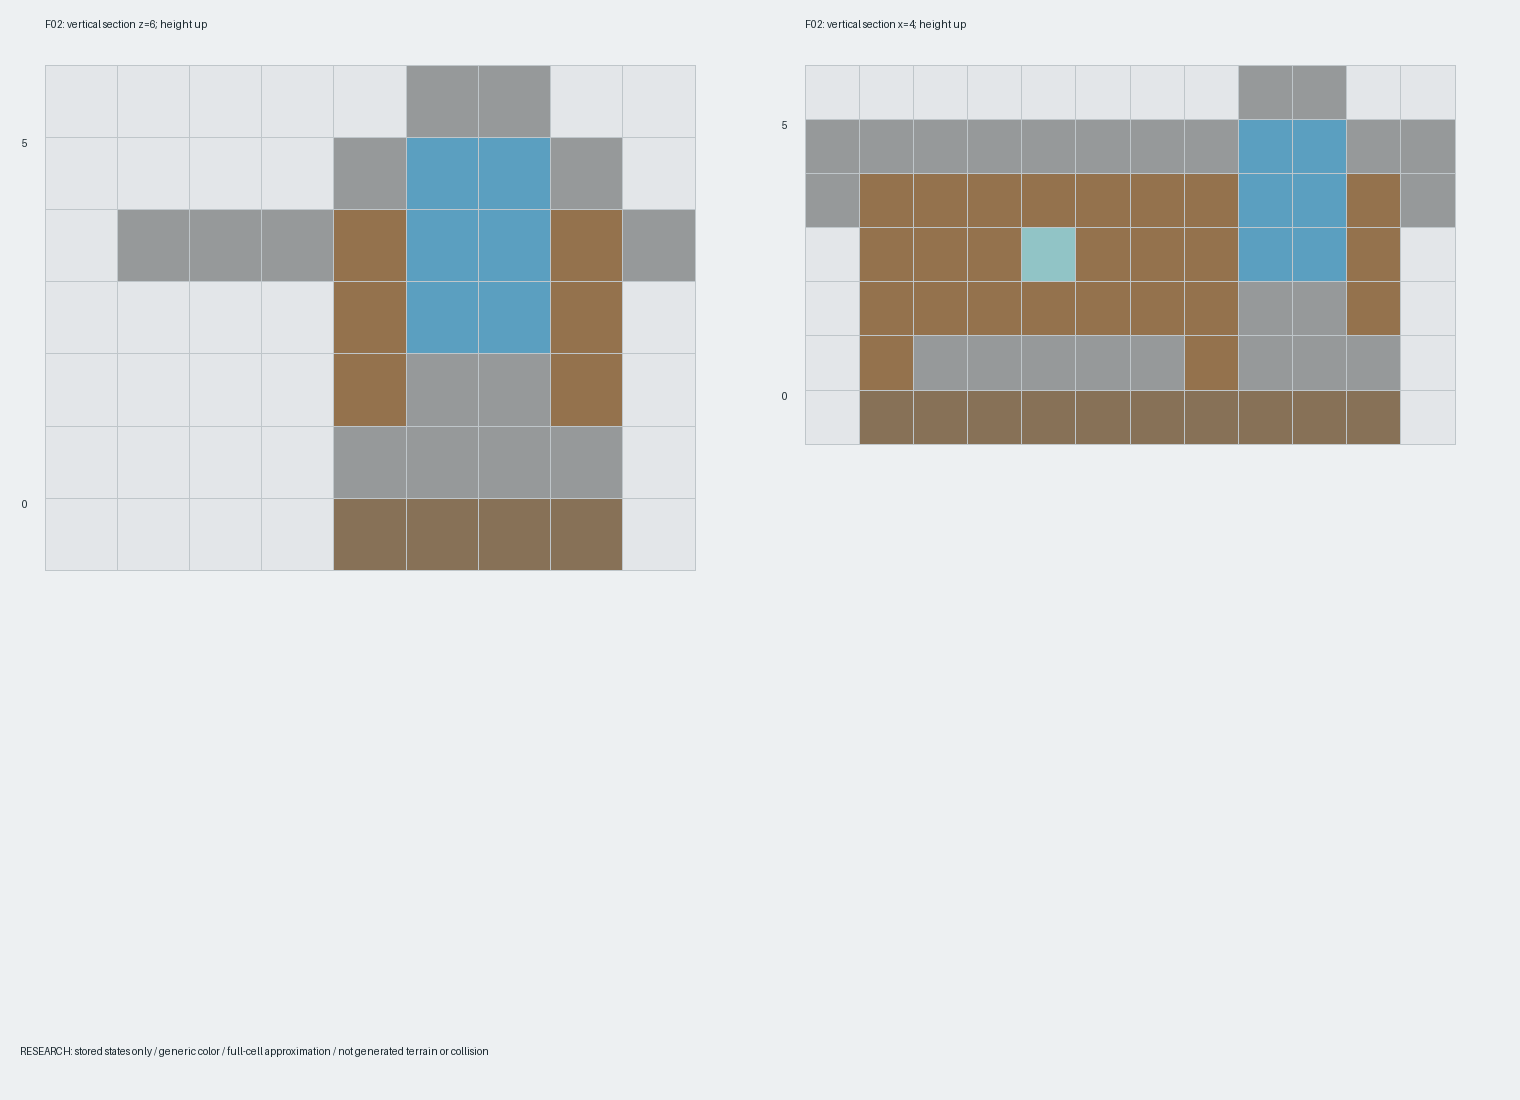 F02: vertical section z=6; height up
F02: vertical section x=4; height up
5
5
0
0
RESEARCH: stored states only / generic color / full-cell approximation / not generated terrain or collision